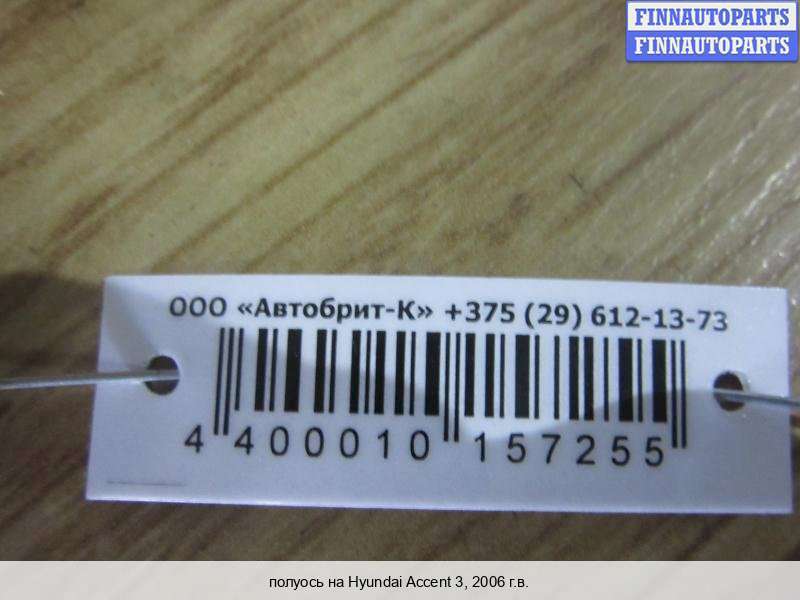 FINNAUTOPARTS
FINNAUTOPARTS
ООО «Автобрит-К» +375 (29) 612-13-73
4 400010 157255
полуось на Hyundai Accent 3, 2006 г.в.